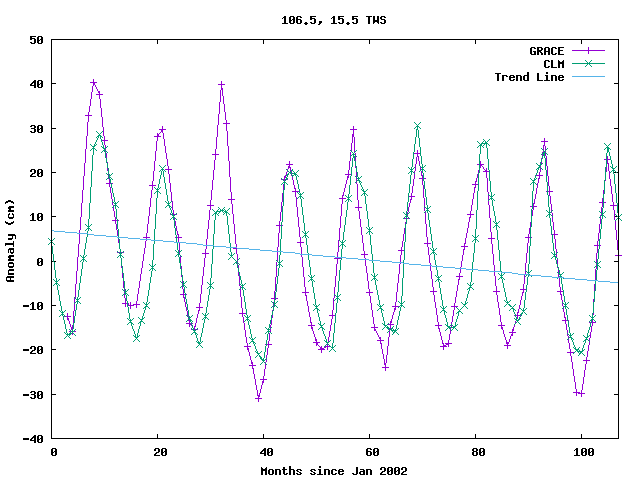 106.5, 15.5 TWS
GRACE
CLM
Trend Line
50
40
30
20
10
0
-10
-20
-30
-40
Anomaly (cm)
0 20 40 60 80 100
Months since Jan 2002